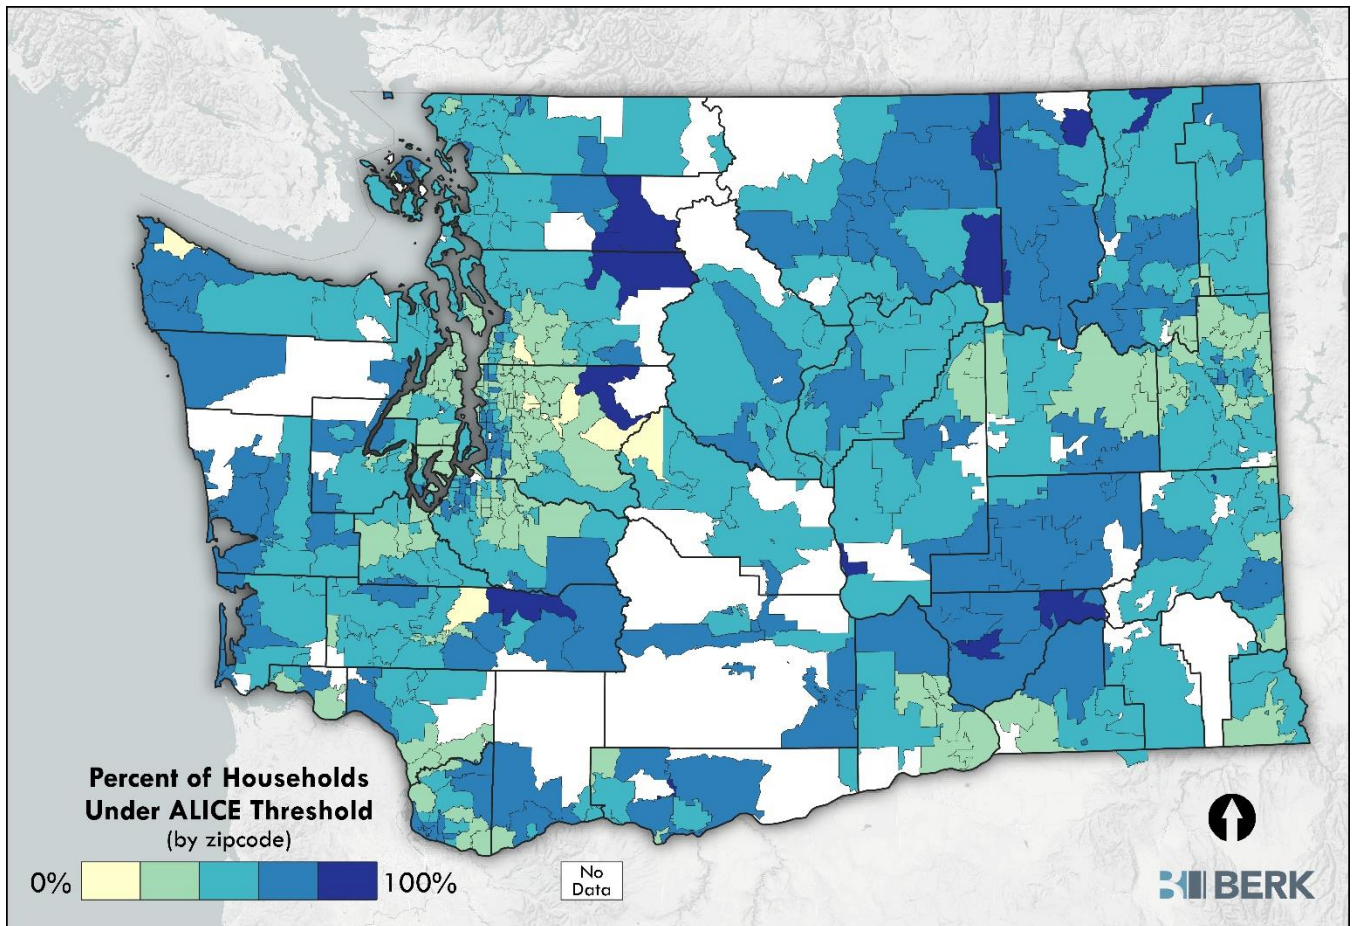 Percent of Households
Under ALICE Threshold
(by zipcode)
0% 100%
No
Data
BERK